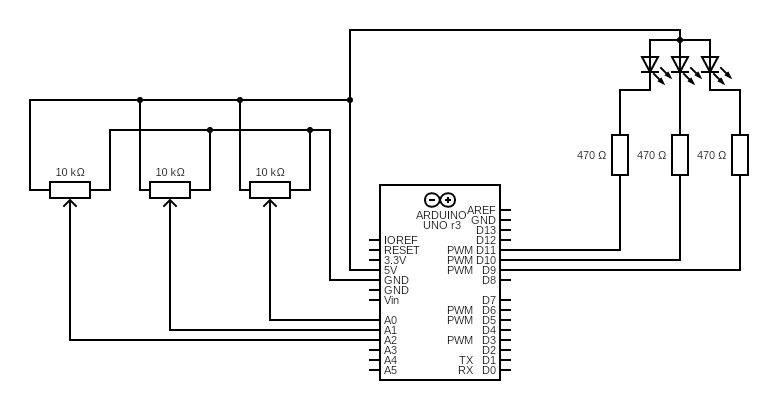 10 kΩ
10 kΩ
10 kΩ
470 Ω
470 Ω
470 Ω
ARDUINO
UNO r3
IOREF
RESET
3.3V
5V
GND
GND
Vin
A0
A1
A2
A3
A4
A5
AREF
GND
D13
D12
PWM D11
PWM D10
PWM D9
D8
D7
PWM D6
PWM D5
D4
PWM D3
D2
TX D1
RX D0